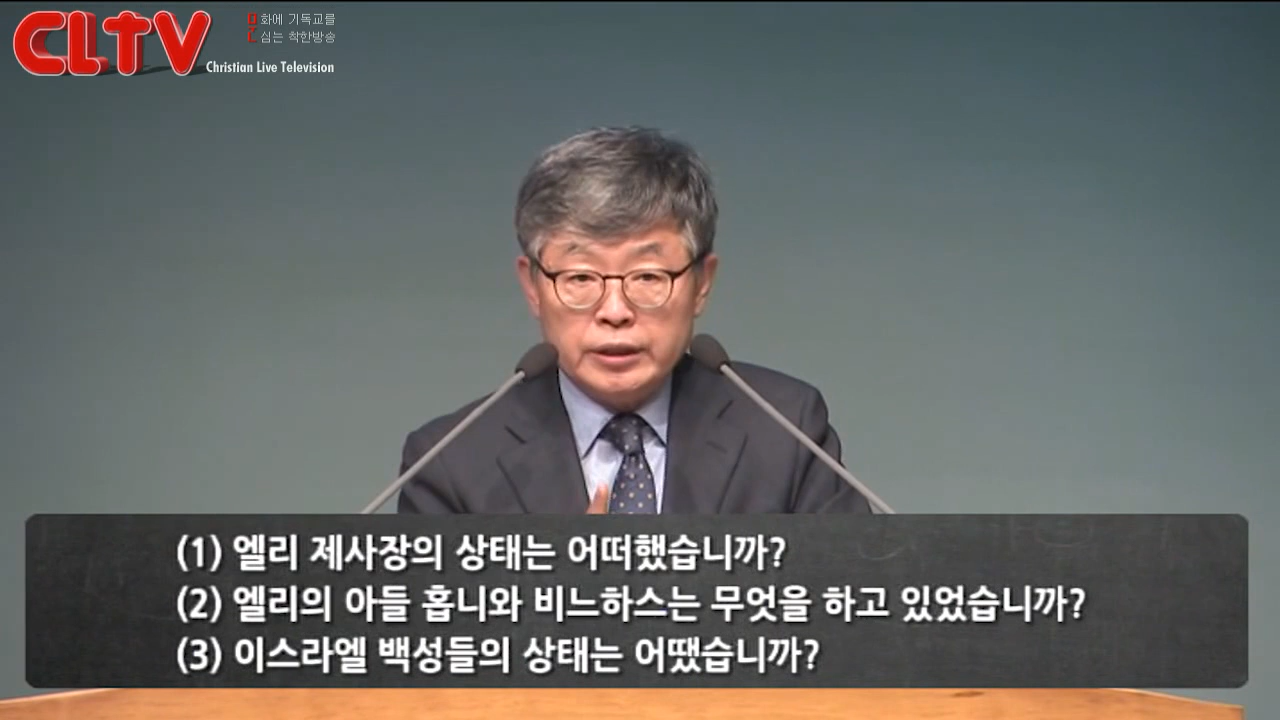 CLTV
문화에 기독교를
심는 착한방송
Christian Live Television
(1) 엘리 제사장의 상태는 어떠했습니까?
(2) 엘리의 아들 홉니와 비느하스는 무엇을 하고 있었습니까?
(3) 이스라엘 백성들의 상태는 어땠습니까?